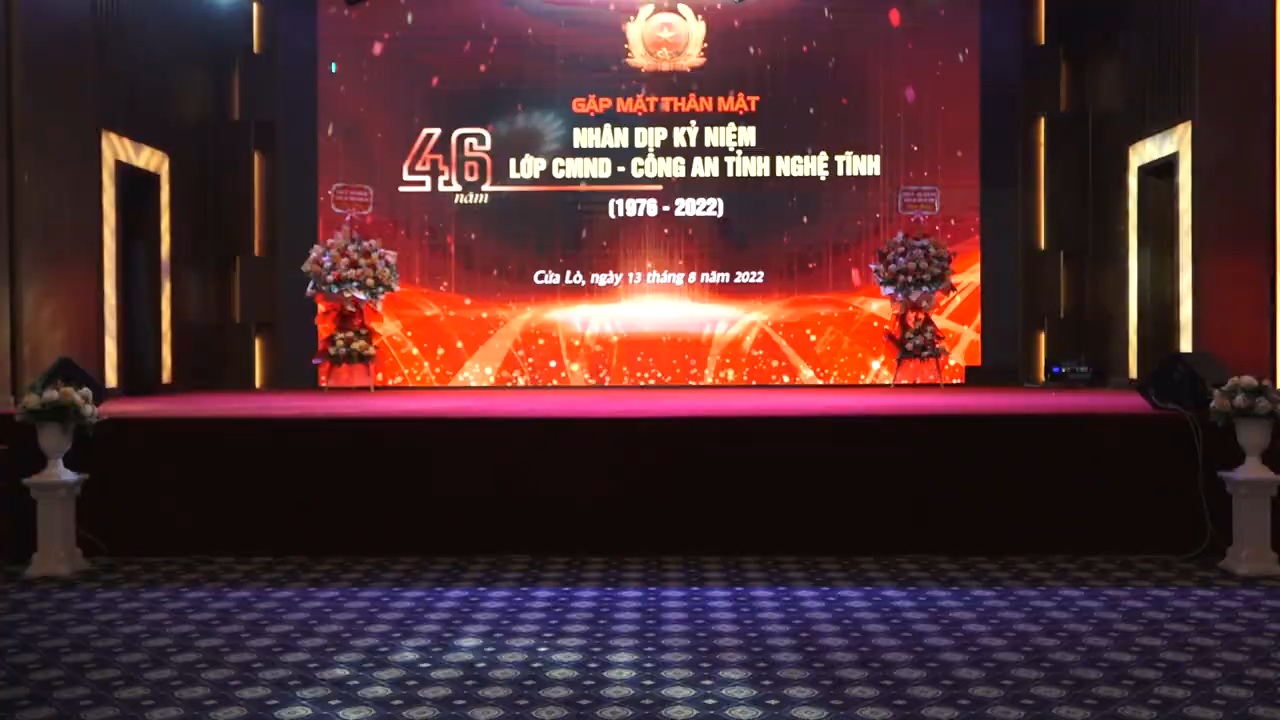 GẶP MẶT THÂN MẬT
NHÂN DỊP KỶ NIỆM
46
năm
LỚP CMND - CÔNG AN TỈNH NGHỆ TĨNH
(1976 - 2022)
Cửa Lò, ngày 13 tháng 8 năm 2022